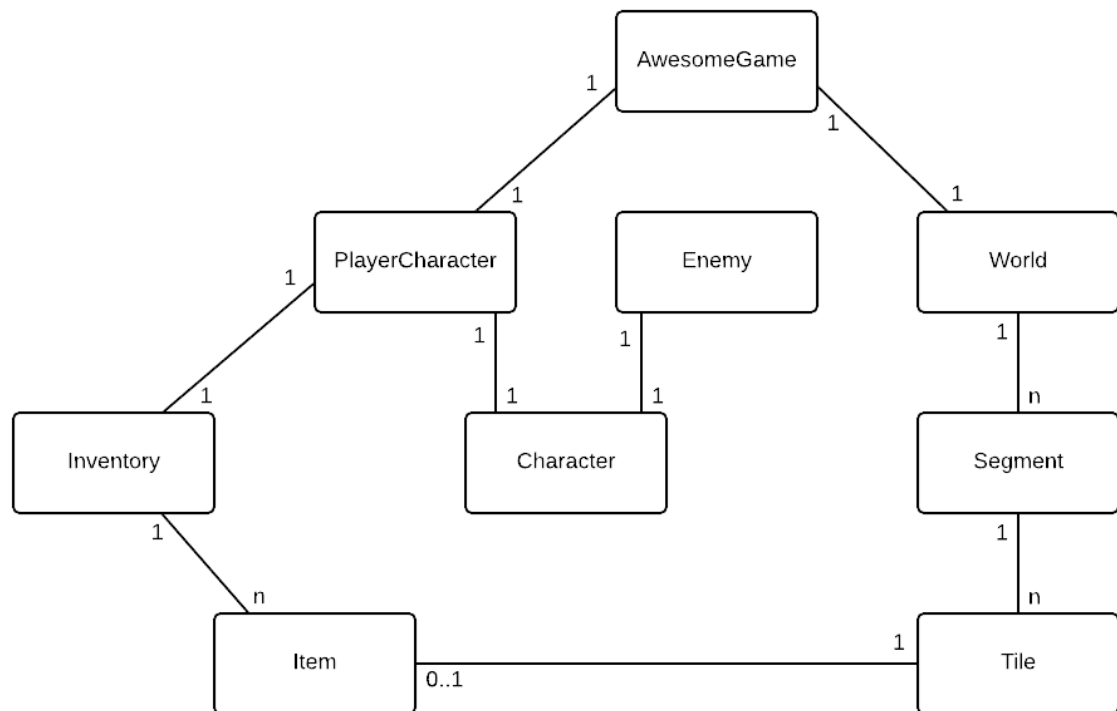 AwesomeGame
1
1
1
1
PlayerCharacter
Enemy
World
1
1
1
1
1
1
1
n
Inventory
Character
Segment
1
1
n
n
Item
0..1
1
Tile